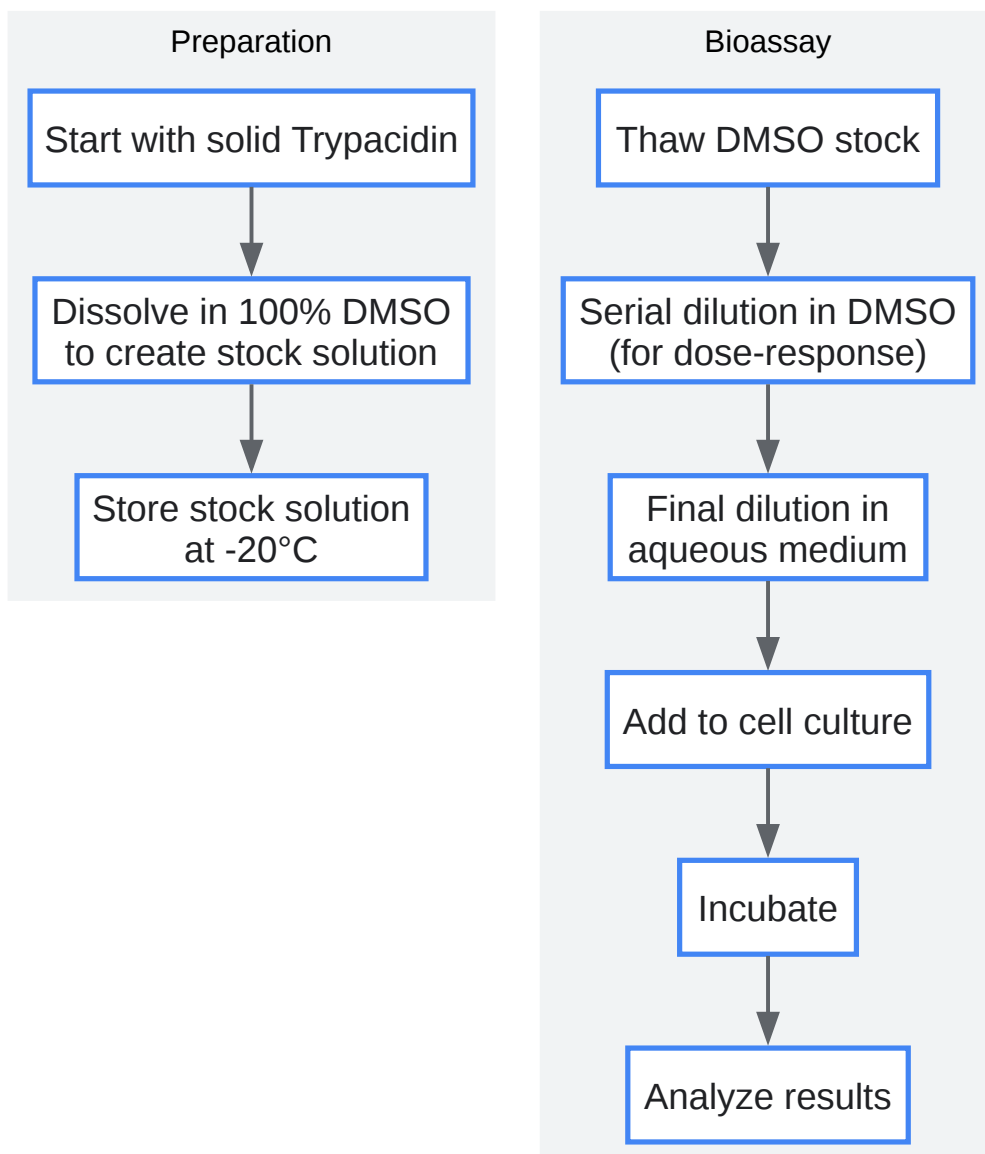 Preparation
Start with solid Trypacidin
Dissolve in 100% DMSO
to create stock solution
Store stock solution
at -20°C
Bioassay
Thaw DMSO stock
Serial dilution in DMSO
(for dose-response)
Final dilution in
aqueous medium
Add to cell culture
Incubate
Analyze results